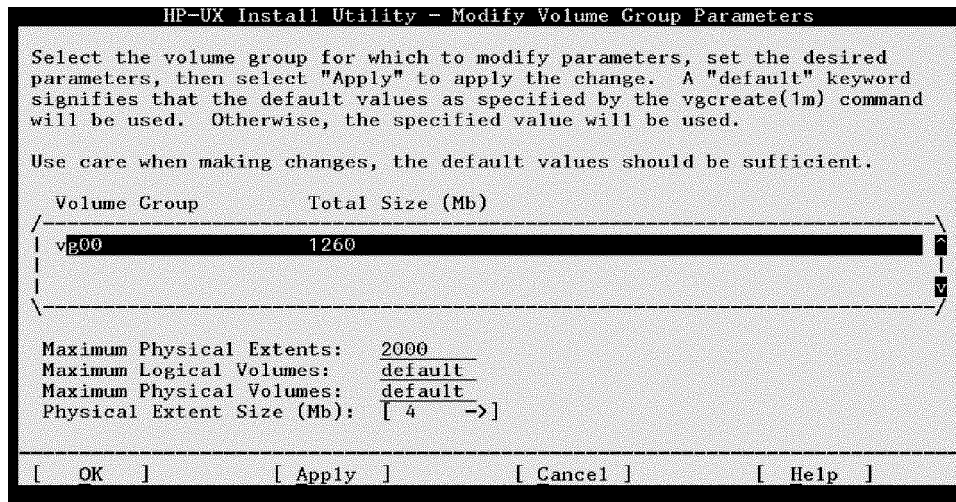 HP-UX Install Utility - Modify Volume Group Parameters
Select the volume group for which to modify parameters, set the desired
parameters, then select "Apply" to apply the change.  A "default" keyword
signifies that the default values as specified by the vgcreate(1m) command
will be used.  Otherwise, the specified value will be used.
Use care when making changes, the default values should be sufficient.
Volume Group Total Size (Mb)
vg00 1260
Maximum Physical Extents: 2000
Maximum Logical Volumes: default
Maximum Physical Volumes: default
Physical Extent Size (Mb): [ 4 ->]
[ OK ] [ Apply ] [ Cancel ] [ Help ]